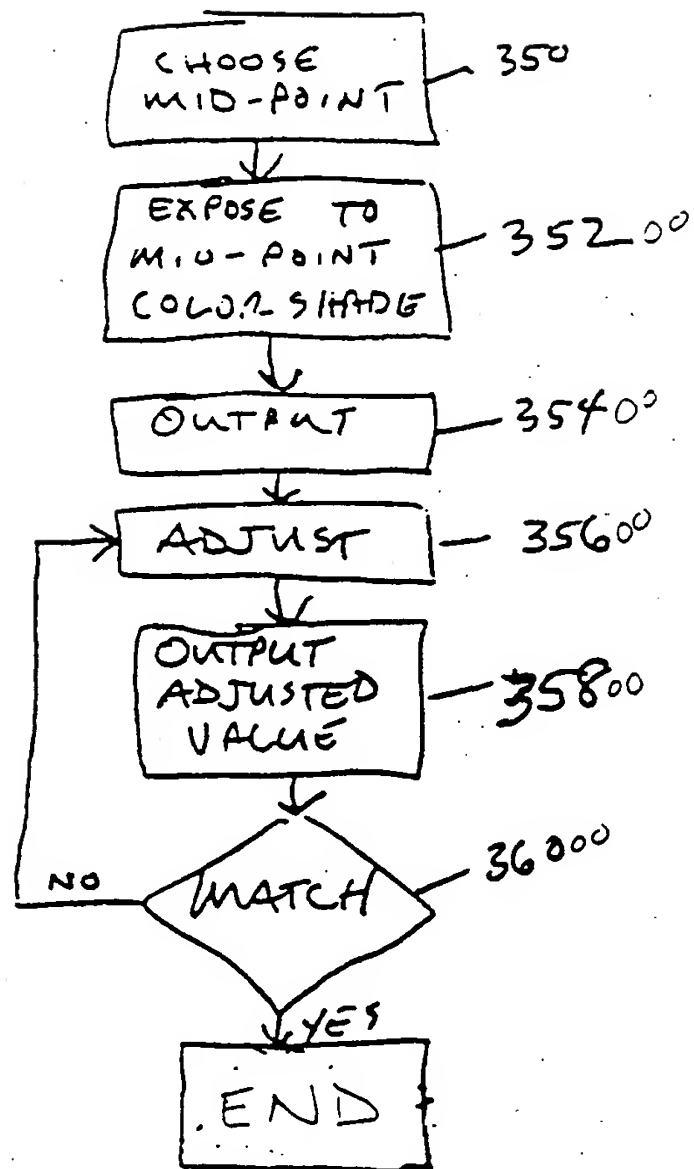 CHOOSE
MID-POINT
350
EXPOSE TO
MID-POINT
COLOR SHADE
35200
OUTPUT
35400
ADJUST
35600
OUTPUT
ADJUSTED
VALUE
35800
MATCH
36000
NO
YES
END